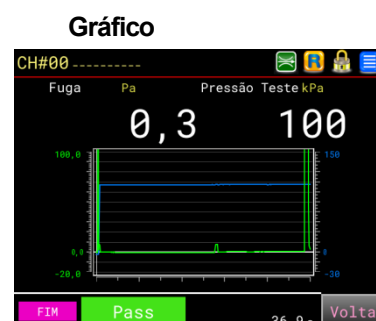 Gráfico
CH#00----------
R
Fuga Pa Pressão Teste kPa
0,3 100
100,0 150
0,0 0
-20,0 -30
FIM Pass Volta